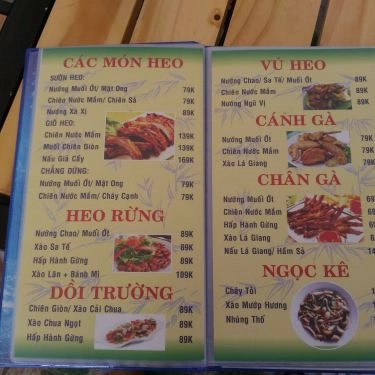 CÁC MÓN HEO
SƯỜN HEO:
Nướng Muối Ớt/ Mật Ong 79K
Chiên Nước Mắm/ Chiên Sả 79K
Nướng Xá Xị 89K
GIÒ HEO:
Chiên Nước Mắm 139K
Muối Chiên Giòn 139K
Nấu Giả Cầy 169K
CHẲNG DỪNG:
Nướng Muối Ớt/ Mật Ong 79K
Chiên Nước Mắm/ Cháy Cạnh 79K
HEO RỪNG
Nướng Chao/ Muối Ớt 89K
Xào Sa Tế 69K
Hấp Hành Gừng 89K
Xào Lăn + Bánh Mì 109K
DỒI TRƯỜNG
Chiên Giòn/ Xào Cải Chua 89K
Xào Chua Ngọt 89K
Hấp Hành Gừng 89K
VÚ HEO
Nướng Chao/ Sa Tế/ Muối Ớt 89K
Chiên Nước Mắm 89K
Nướng Ngũ Vị 89K
CÁNH GÀ
Nướng Muối Ớt 79K
Chiên Nước Mắm 79K
Xào Lá Giang 79K
CHÂN GÀ
Nướng Muối Ớt
Chiên Nước Mắm
Hấp Hành Gừng
Xào Lá Giang
Nấu Lá Giang/ Hầm Sả
NGỌC KÊ
Cháy Tỏi
Xào Mướp Hương
Nhúng Thố